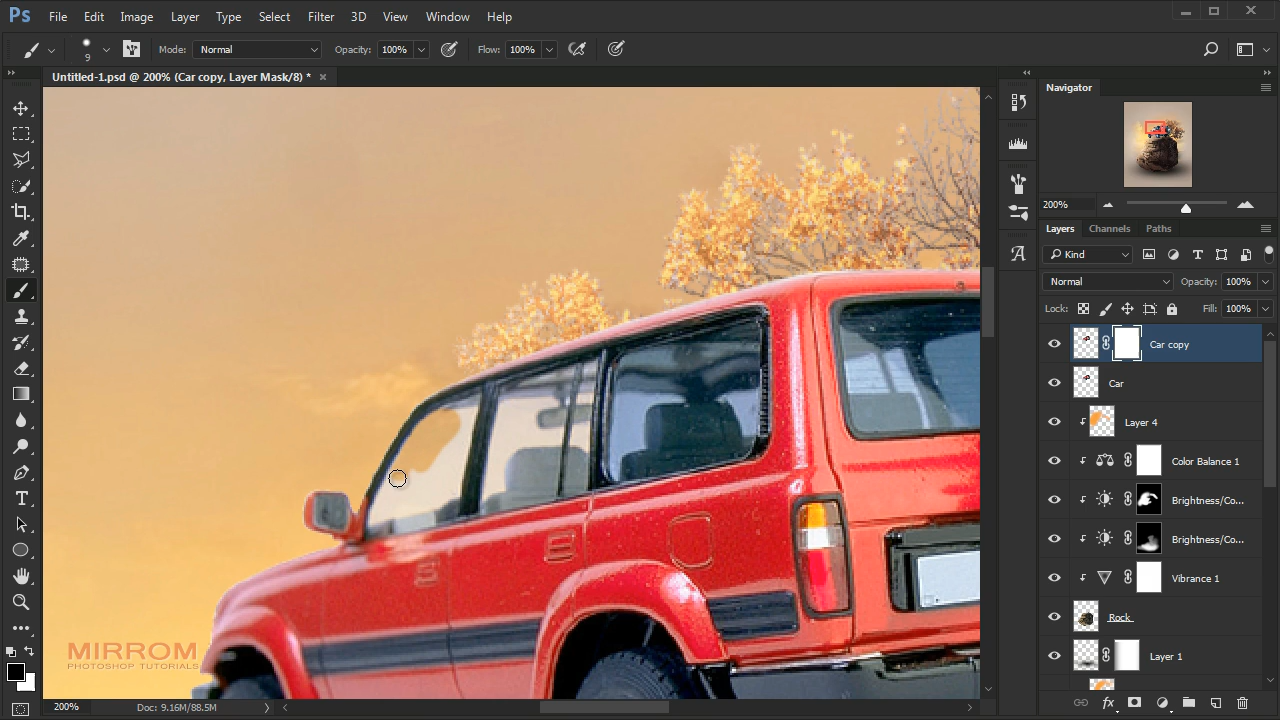 Ps File Edit Image Layer Type Select Filter 3D View Window Help
9 Mode: Normal Opacity: 100% Flow: 100%
Untitled-1.psd @ 200% (Car copy, Layer Mask/8) * ×
Navigator
200%
Layers Channels Paths
Kind
Normal Opacity: 100%
Lock: Fill: 100%
Car copy
Car
Layer 4
Color Balance 1
Brightness/Co...
Brightness/Co...
Vibrance 1
Rock
Layer 1
MIRROM
PHOTOSHOP TUTORIALS
200% Doc: 9.16M/88.5M
fx